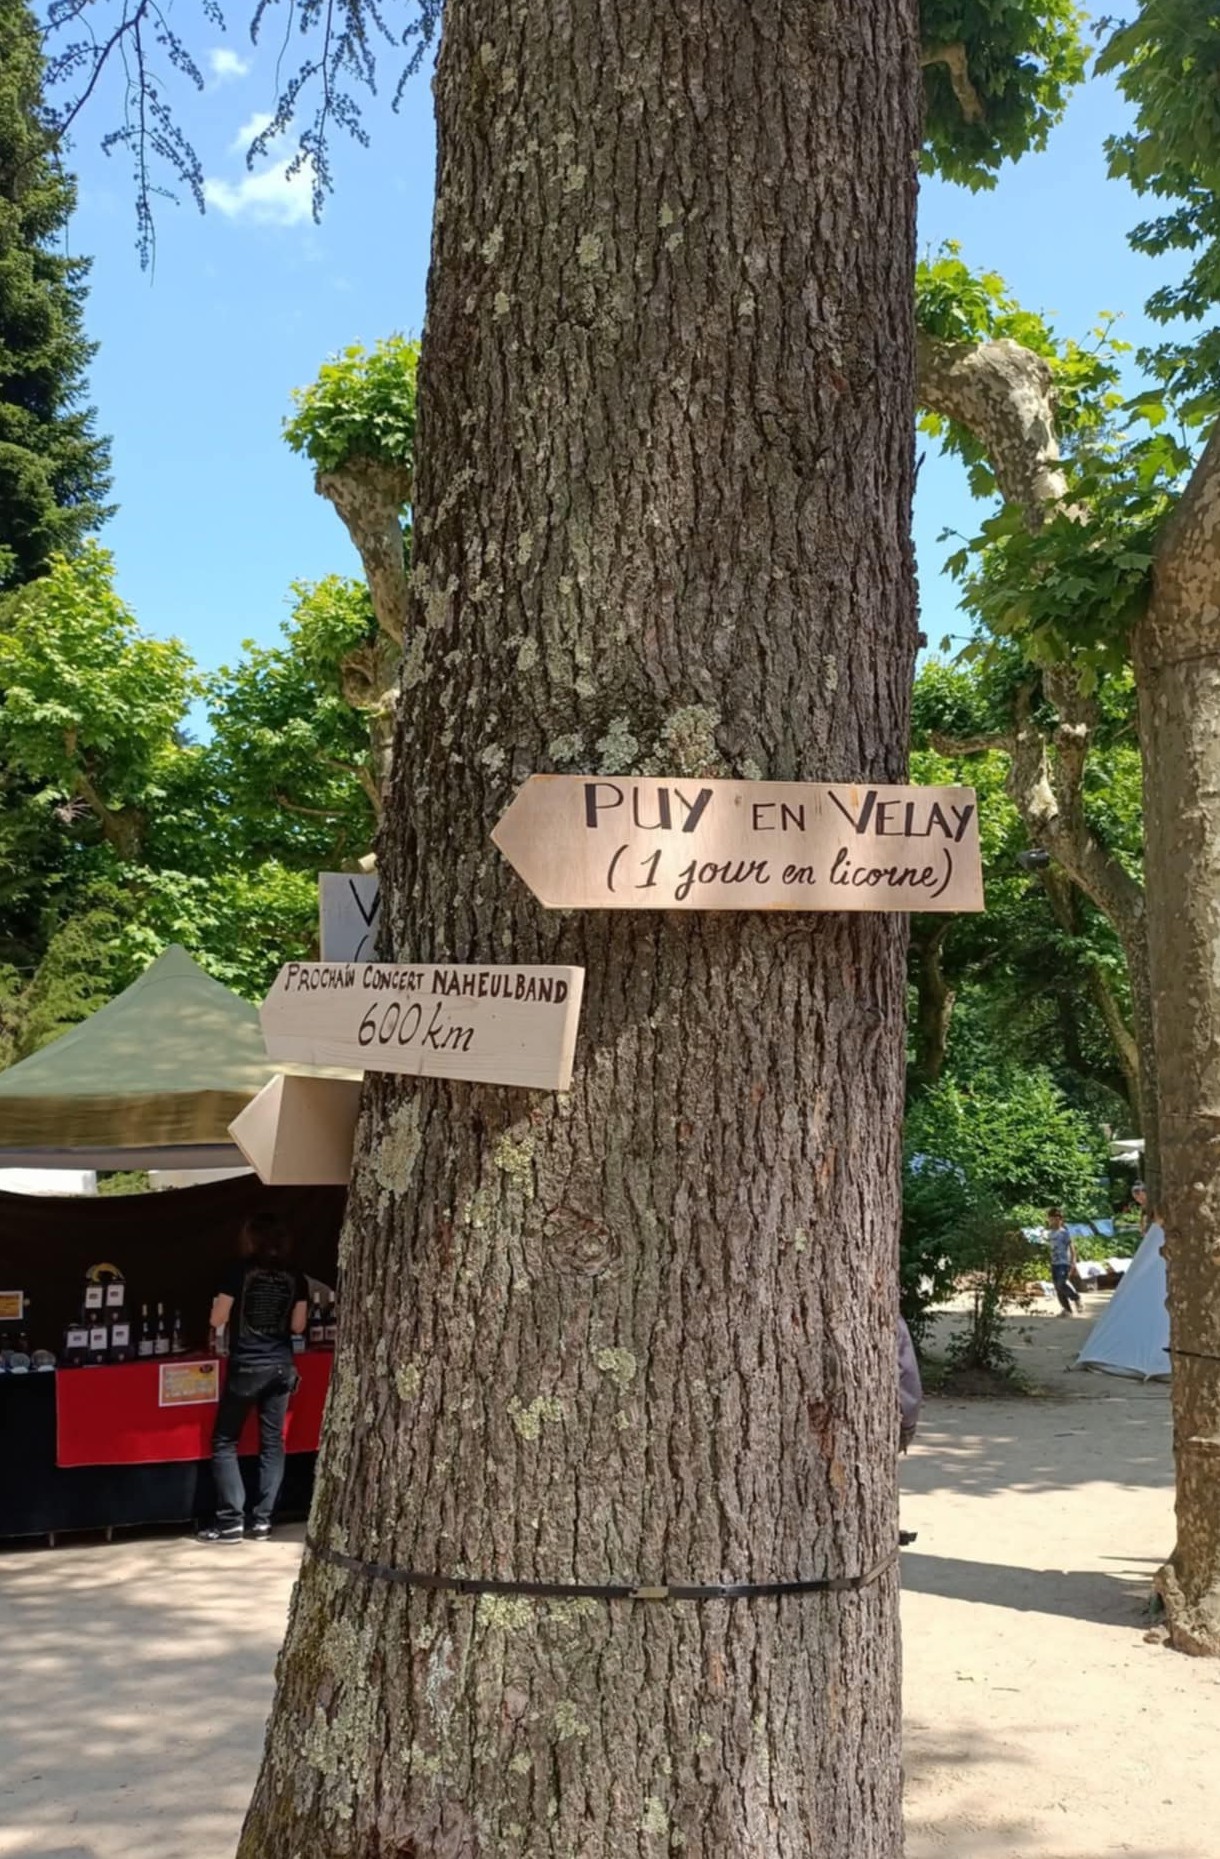 PUY EN VELAY
(1 jour en licorne)
V
(
PROCHAIN CONCERT NAHEULBAND
600 km